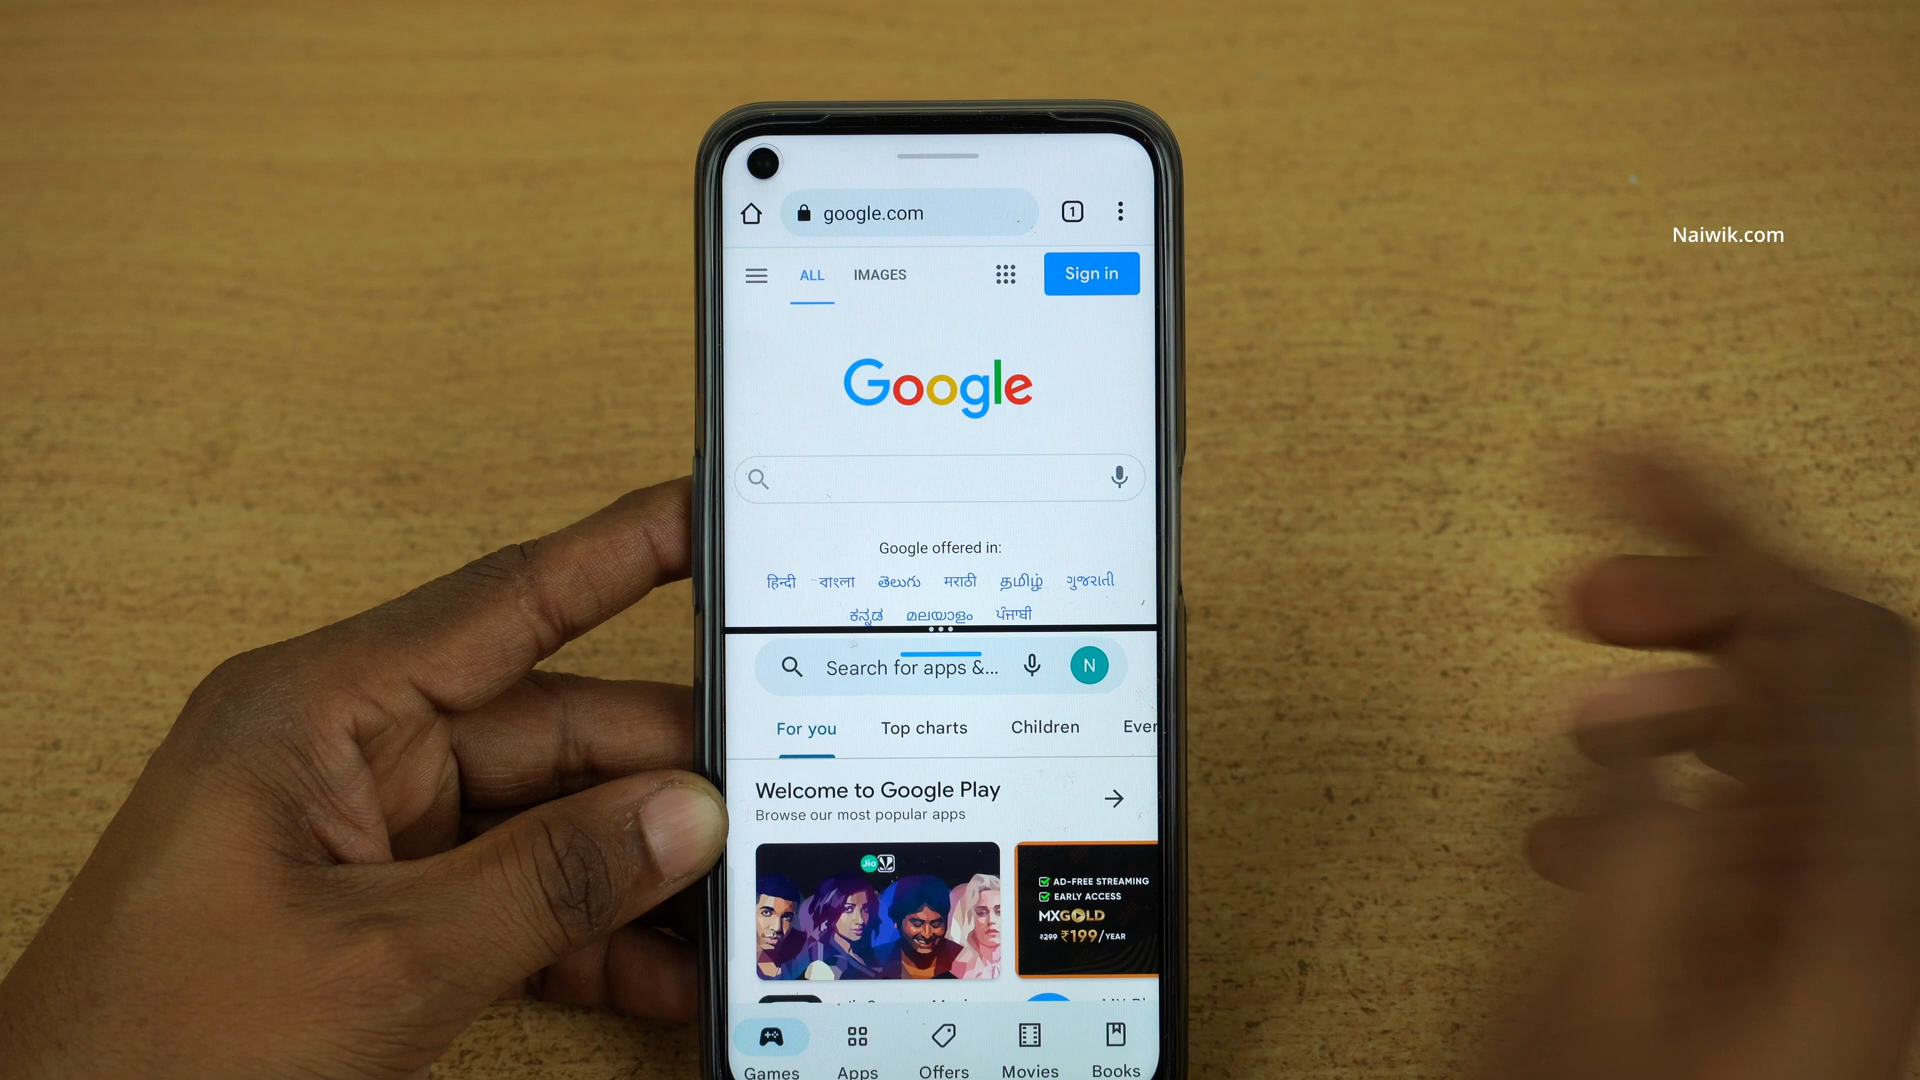 google.com
1
ALL IMAGES
Sign in
Naiwik.com
Google
Google offered in:
हिन्दी বাংলা తెలుగు मराठी தமிழ் ગુજરાતી
ಕನ್ನಡ മലയാളം ਪੰਜਾਬੀ
Search for apps &...
N
For you Top charts Children
Welcome to Google Play
Browse our most popular apps
Jio
AD-FREE STREAMING
EARLY ACCESS
MXGOLD
₹299 ₹199/YEAR
Games Apps Offers Movies Books